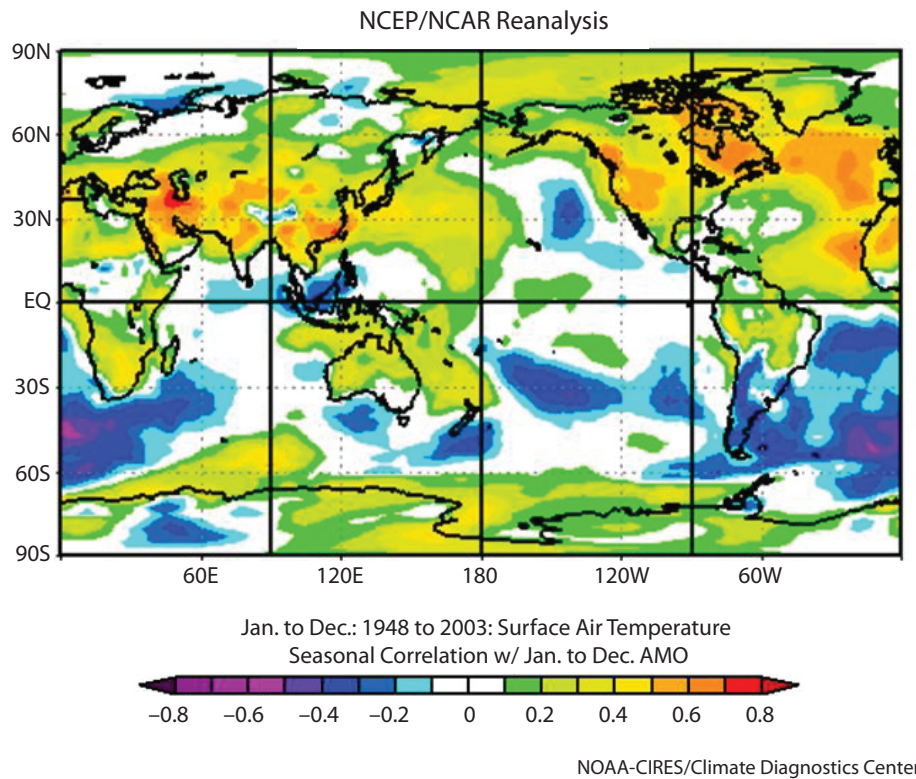 NCEP/NCAR Reanalysis
90N
60N
30N
EQ
30S
60S
90S
60E 120E 180 120W 60W
Jan. to Dec.: 1948 to 2003: Surface Air Temperature
Seasonal Correlation w/ Jan. to Dec. AMO
−0.8 −0.6 −0.4 −0.2 0 0.2 0.4 0.6 0.8
NOAA-CIRES/Climate Diagnostics Center